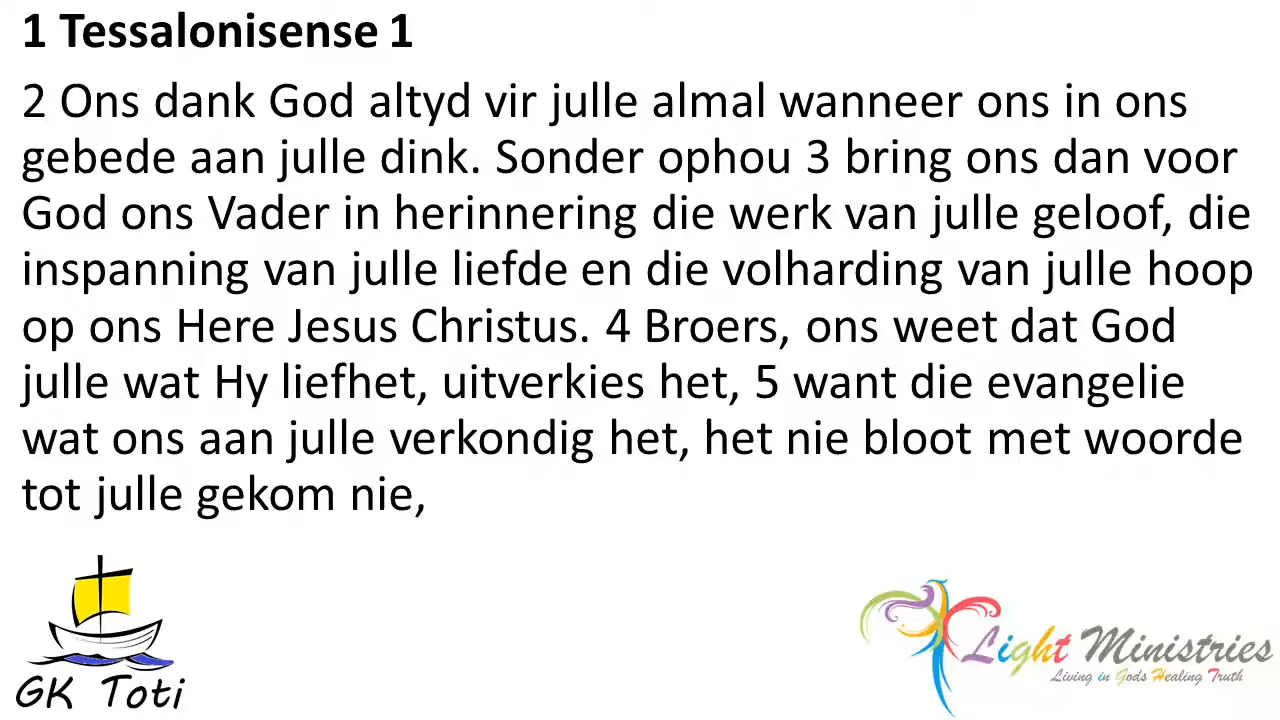 1 Tessalonisense 1
2 Ons dank God altyd vir julle almal wanneer ons in ons
gebede aan julle dink. Sonder ophou 3 bring ons dan voor
God ons Vader in herinnering die werk van julle geloof, die
inspanning van julle liefde en die volharding van julle hoop
op ons Here Jesus Christus. 4 Broers, ons weet dat God
julle wat Hy liefhet, uitverkies het, 5 want die evangelie
wat ons aan julle verkondig het, het nie bloot met woorde
tot julle gekom nie,
GK Toti
Light Ministries
Living in Gods Healing Truth